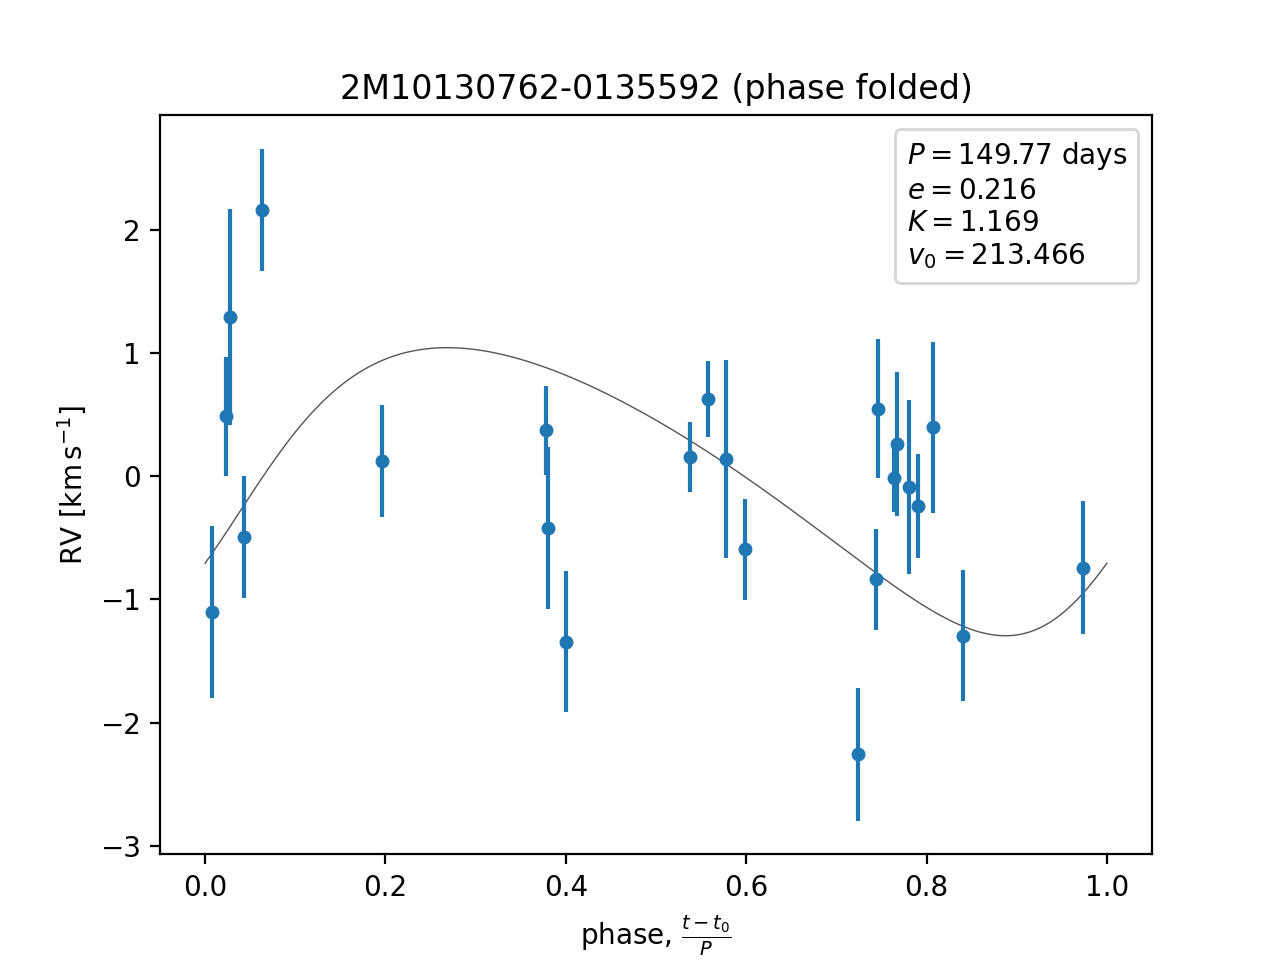 2M10130762-0135592 (phase folded)
P = 149.77 days
e = 0.216
K = 1.169
v₀ = 213.466
RV [km s⁻¹]
2
1
0
−1
−2
−3
0.0 0.2 0.4 0.6 0.8 1.0
phase, (t − t₀)/P